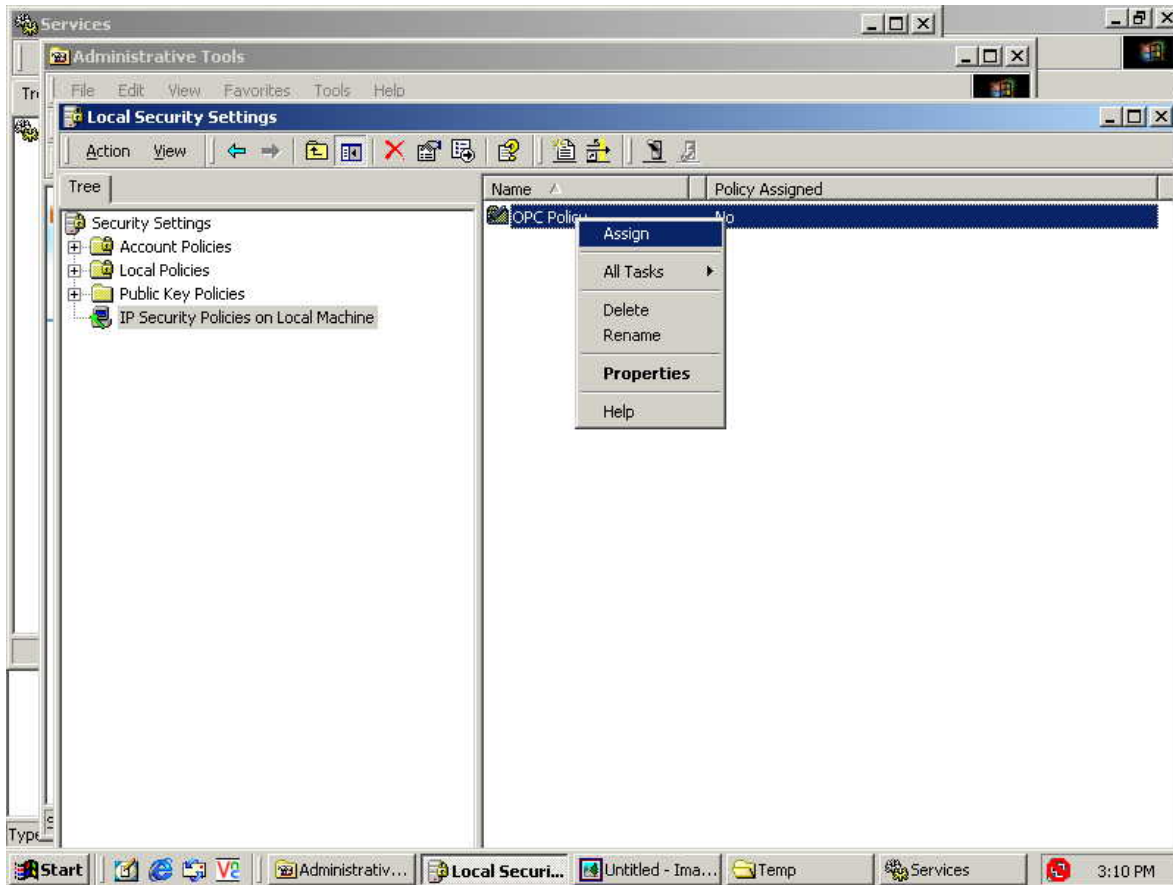 Services
Administrative Tools
File Edit View Favorites Tools Help
Local Security Settings
Action View
Tree
Name Policy Assigned
Security Settings
OPC Policy No
Account Policies
Local Policies
Public Key Policies
IP Security Policies on Local Machine
Assign
All Tasks
Delete
Rename
Properties
Help
Type
Start Administrativ... Local Securi... Untitled - Ima... Temp Services 3:10 PM